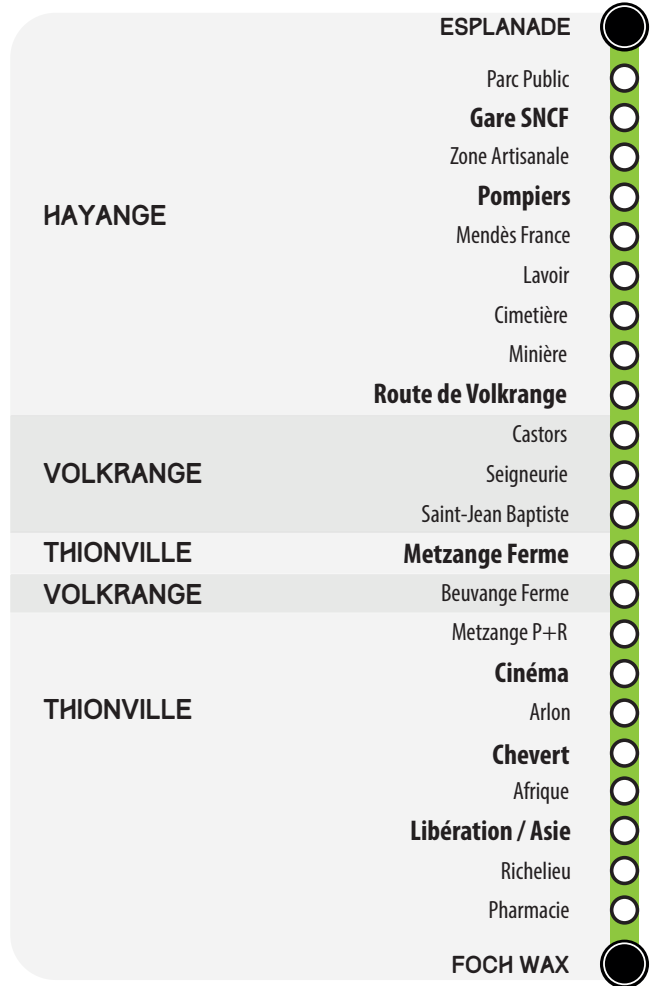 ESPLANADE
Parc Public
Gare SNCF
Zone Artisanale
Pompiers
HAYANGE
Mendès France
Lavoir
Cimetière
Minière
Route de Volkrange
Castors
VOLKRANGE
Seigneurie
Saint-Jean Baptiste
THIONVILLE
Metzange Ferme
VOLKRANGE
Beuvange Ferme
Metzange P+R
Cinéma
THIONVILLE
Arlon
Chevert
Afrique
Libération / Asie
Richelieu
Pharmacie
FOCH WAX